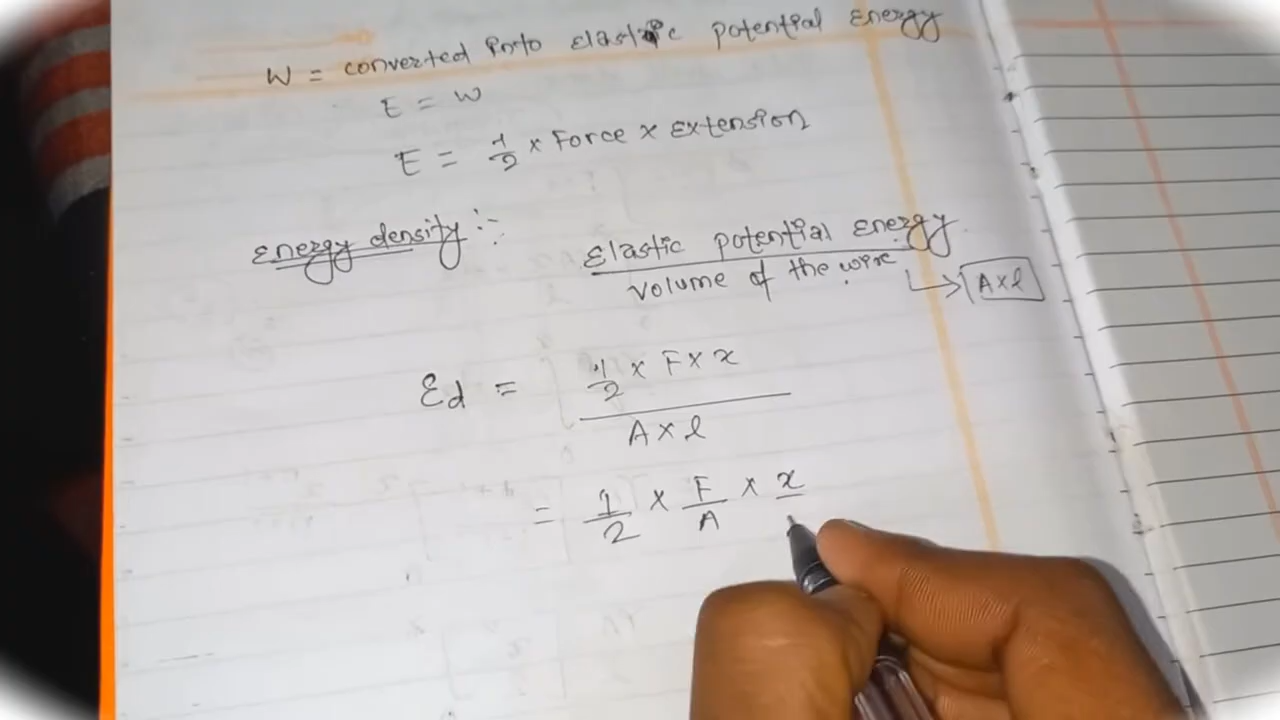 W = converted into elastic potential Energy
E = W
E = 1/2 × Force × Extension
Energy density :-
Elastic potential energy
volume of the wire → A×l
Ed = 1/2 × F × x
A × l
= 1/2 × F/A × x